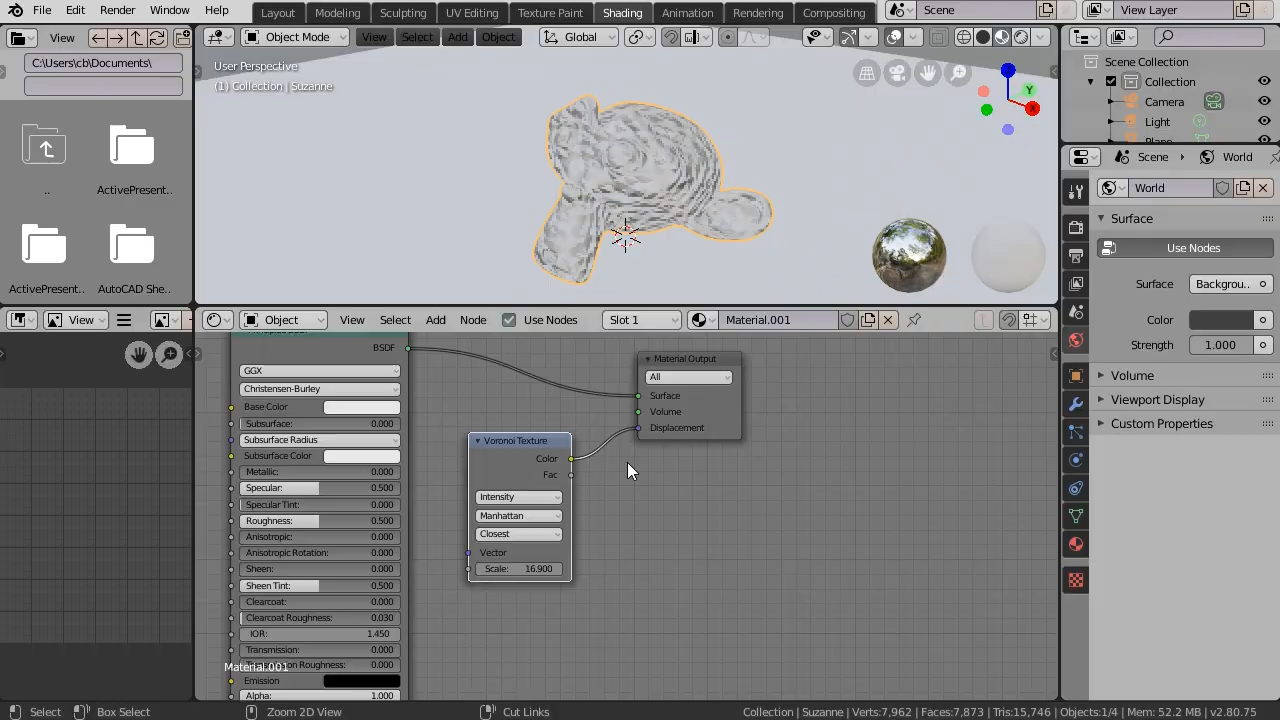 File Edit Render Window Help Layout Modeling Sculpting UV Editing Texture Paint Shading Animation Rendering Compositing Scene View Layer
View Object Mode View Select Add Object Global
C:\Users\cb\Documents\
User Perspective
(1) Collection | Suzanne
Scene Collection
Collection
Camera
Light
Plane
Y
X
..
ActivePresent..
ActivePresent..
AutoCAD She...
Scene
World
World
Surface
Use Nodes
Surface: Backgrou..
Color
Strength: 1.000
Volume
Viewport Display
Custom Properties
View
Object View Select Add Node Use Nodes Slot 1 Material.001
BSDF
GGX
Christensen-Burley
Base Color
Subsurface: 0.000
Subsurface Radius
Subsurface Color
Metallic: 0.000
Specular: 0.500
Specular Tint: 0.000
Roughness: 0.500
Anisotropic: 0.000
Anisotropic Rotation: 0.000
Sheen: 0.000
Sheen Tint: 0.500
Clearcoat: 0.000
Clearcoat Roughness: 0.030
IOR: 1.450
Transmission: 0.000
Roughness: 0.000
Material.001
Emission
Alpha: 1.000
Voronoi Texture
Color
Fac
Intensity
Manhattan
Closest
Vector
Scale: 16.900
Material Output
All
Surface
Volume
Displacement
Select Box Select Zoom 2D View Cut Links Collection | Suzanne | Verts:7,962 | Faces:7,873 | Tris:15,746 | Objects:1/4 | Mem: 52.2 MB | v2.80.75